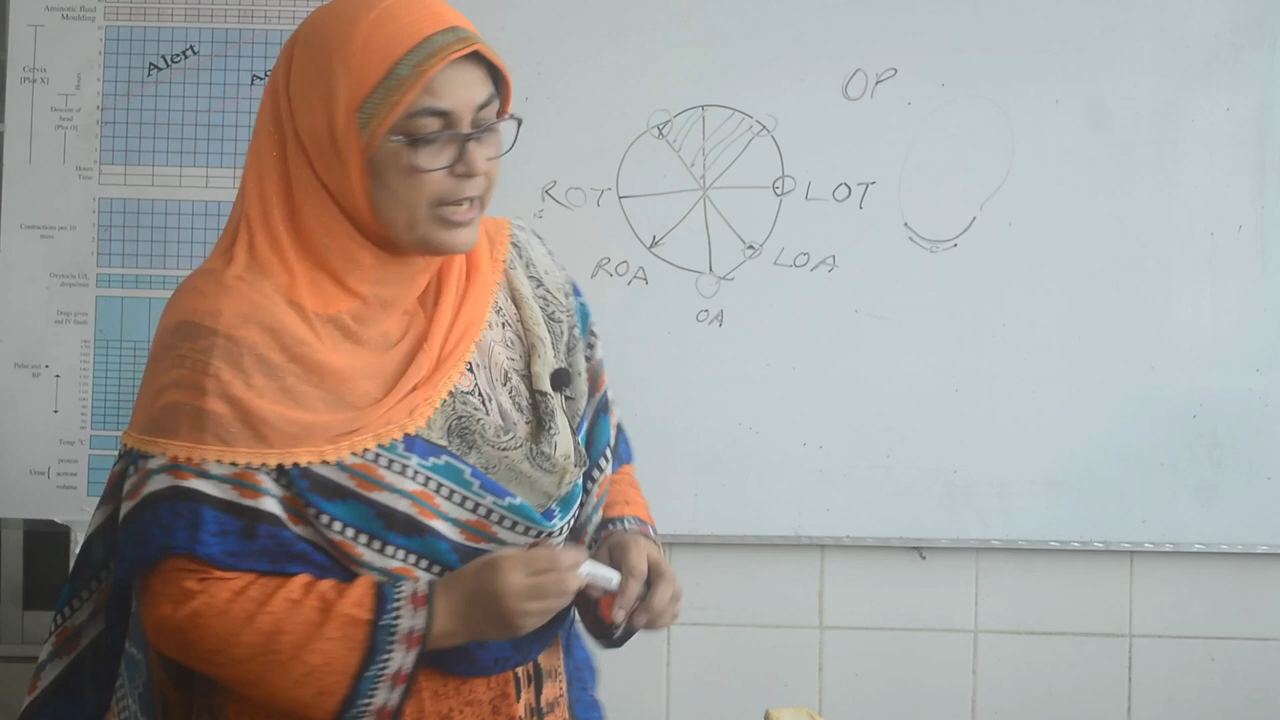 Aminotic fluid
Moulding
Alert
Cervix
[Plot X]
Hours
Descent of
head
[Plot O]
Hours
Time
Contractions per 10
mins
Oxytocin U/L
drops/min
Drugs given
and IV fluids
Pulse and
BP
Temp °C
protein
Urine acetone
volume
OP
ROT
LOT
ROA
LOA
OA